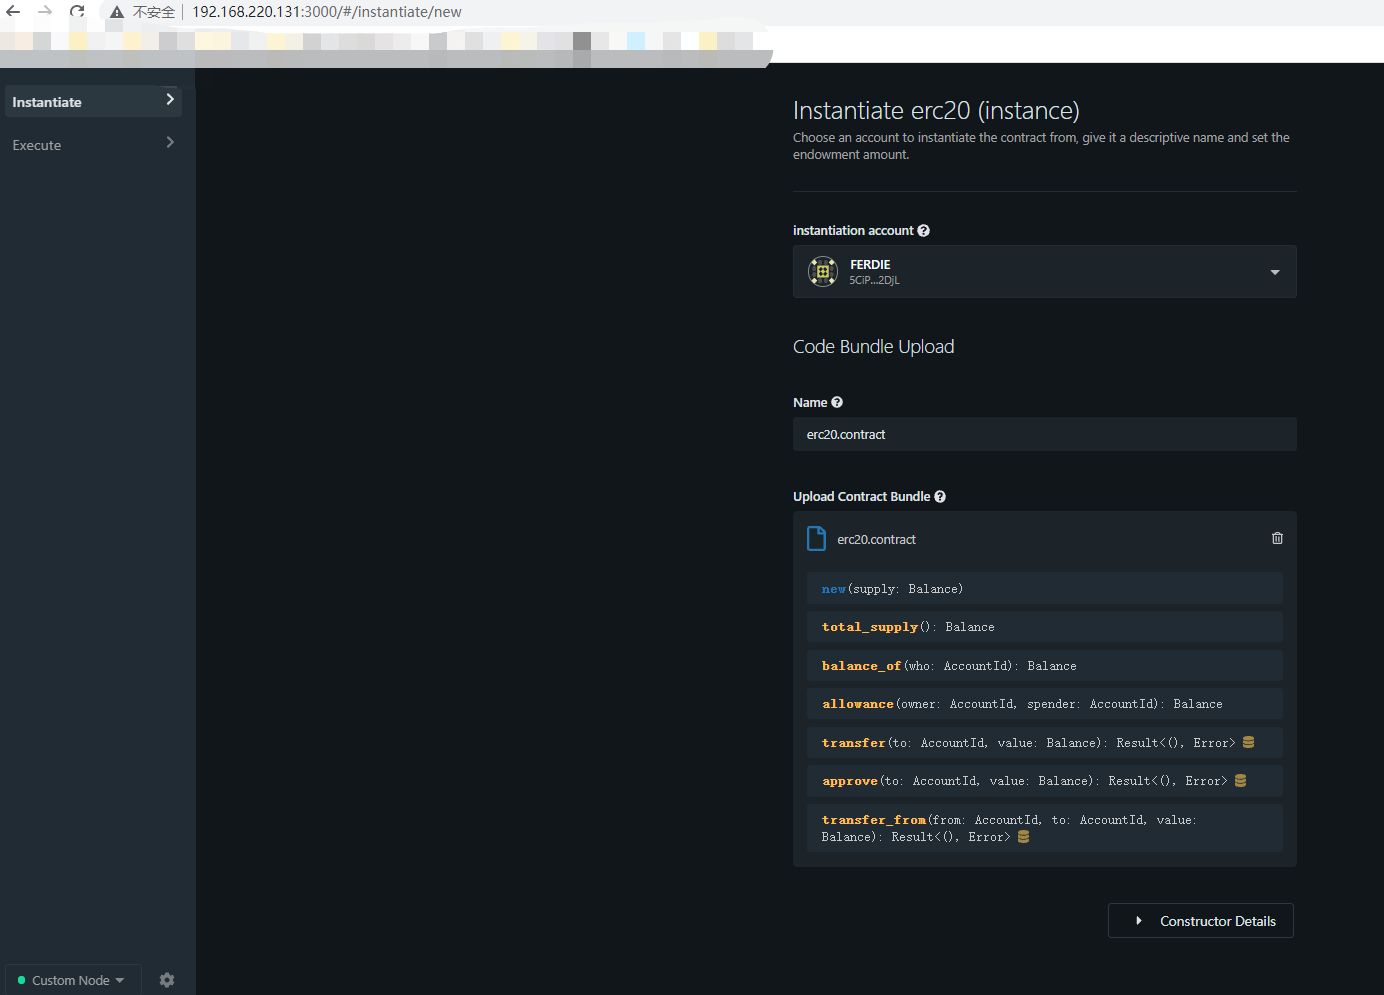 不安全 192.168.220.131:3000/#/instantiate/new
Instantiate
Execute
Instantiate erc20 (instance)
Choose an account to instantiate the contract from, give it a descriptive name and set the
endowment amount.
instantiation account
FERDIE
5CiP...2DjL
Code Bundle Upload
Name
erc20.contract
Upload Contract Bundle
erc20.contract
new(supply: Balance)
total_supply(): Balance
balance_of(who: AccountId): Balance
allowance(owner: AccountId, spender: AccountId): Balance
transfer(to: AccountId, value: Balance): Result<(), Error>
approve(to: AccountId, value: Balance): Result<(), Error>
transfer_from(from: AccountId, to: AccountId, value:
Balance): Result<(), Error>
Constructor Details
Custom Node